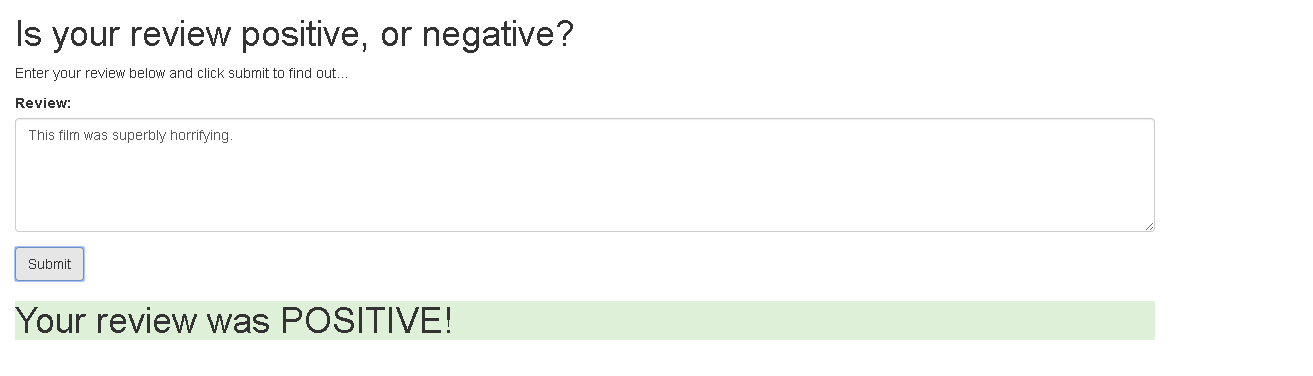 Is your review positive, or negative?
Enter your review below and click submit to find out...
Review:
This film was superbly horrifying.
Submit
Your review was POSITIVE!